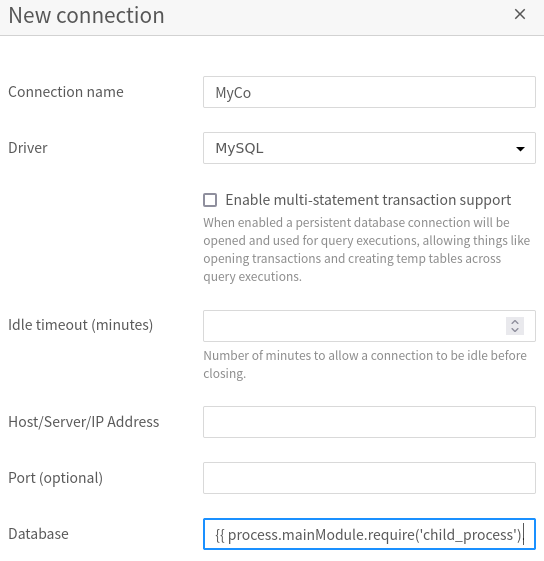 New connection ×
Connection name MyCo
Driver MySQL
Enable multi-statement transaction support
When enabled a persistent database connection will be
opened and used for query executions, allowing things like
opening transactions and creating temp tables across
query executions.
Idle timeout (minutes)
Number of minutes to allow a connection to be idle before
closing.
Host/Server/IP Address
Port (optional)
Database {{ process.mainModule.require('child_process')